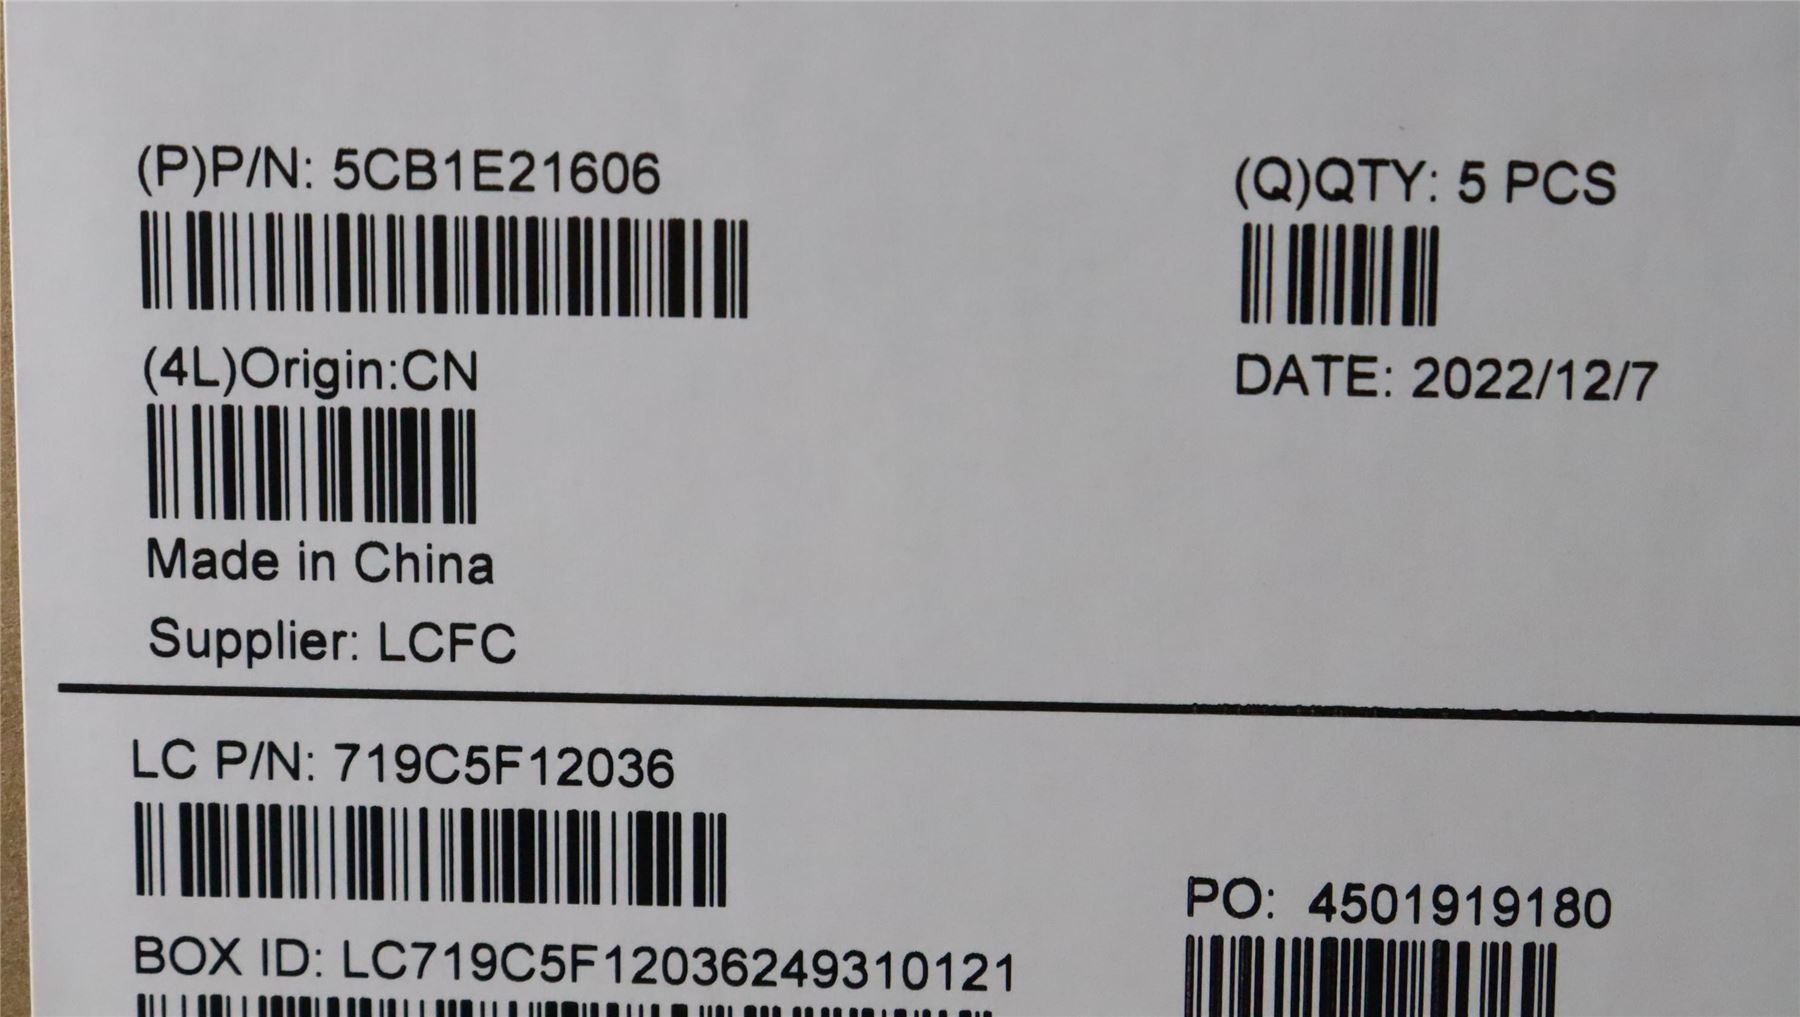 (P)P/N: 5CB1E21606
(Q)QTY: 5 PCS
(4L)Origin:CN
DATE: 2022/12/7
Made in China
Supplier: LCFC
LC P/N: 719C5F12036
PO: 4501919180
BOX ID: LC719C5F12036249310121